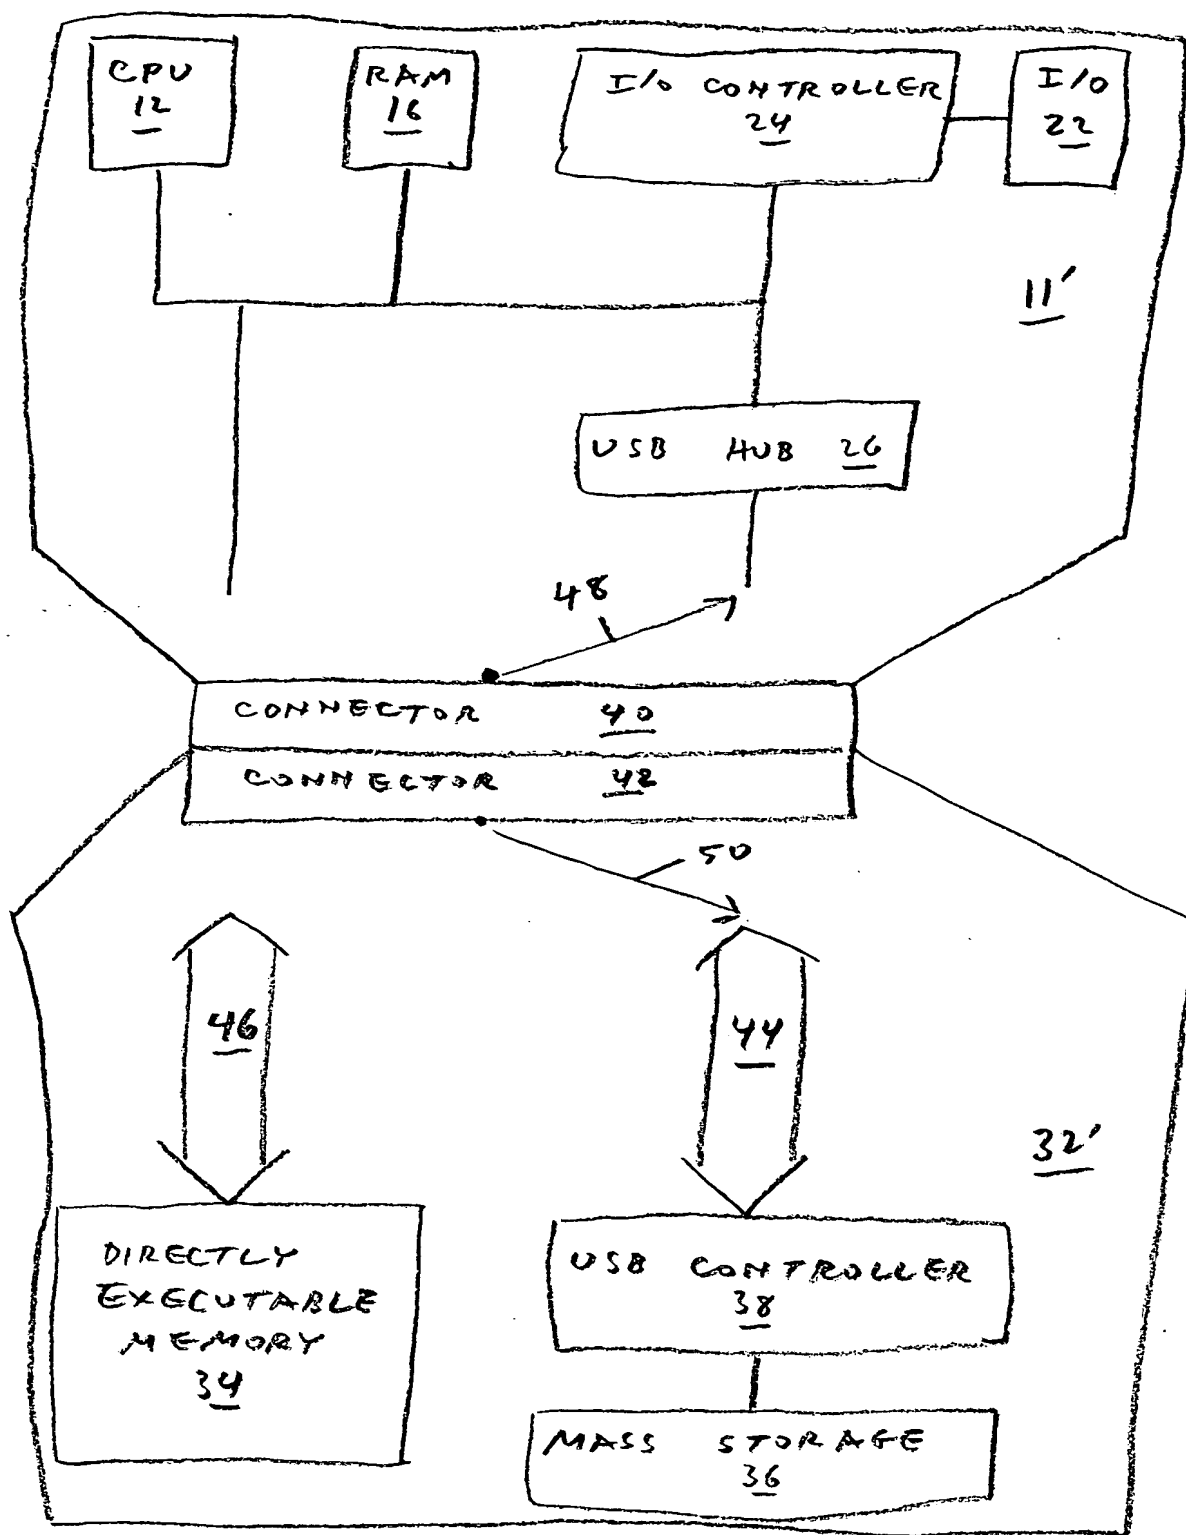 CPU
12
RAM
16
I/O CONTROLLER
24
I/O
22
11'
USB HUB 26
48
CONNECTOR 40
CONNECTOR 42
50
46
44
32'
DIRECTLY
EXECUTABLE
MEMORY
34
USB CONTROLLER
38
MASS STORAGE
36